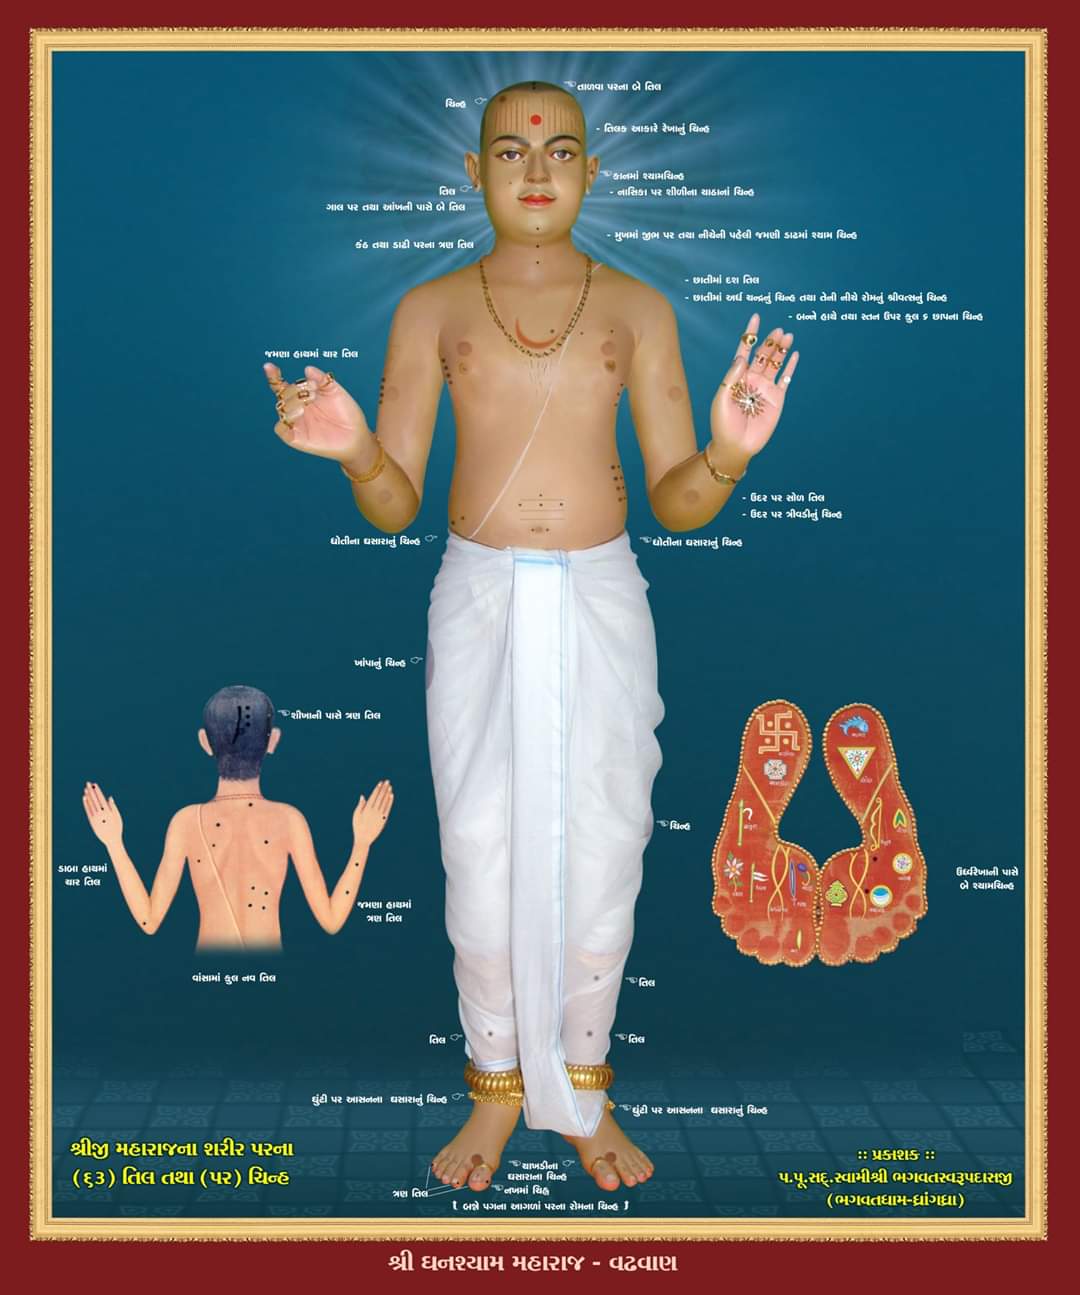 તાળવા પરના બે તિલ
ચિન્હ
- તિલક આકારે રેખાનું ચિન્હ
કાનમાં શ્યામચિન્હ
તિલ
- નાસિકા પર શીળીના ચાઠાનાં ચિન્હ
ગાલ પર તથા આંખની પાસે બે તિલ
- મુખમાં જીભ પર તથા નીચેની પહેલી જમણી ડાઢમાં શ્યામ ચિન્હ
કંઠ તથા ડાઢી પરના ત્રણ તિલ
- છાતીમાં દશ તિલ
- છાતીમાં અર્ધ ચન્દ્રનું ચિન્હ તથા તેની નીચે રોમનું શ્રીવત્સનું ચિન્હ
- બન્ને હાથે તથા સ્તન ઉપર કુલ ૬ છાપના ચિન્હ
જમણા હાથમાં ચાર તિલ
- ઉદર પર સોળ તિલ
- ઉદર પર ત્રીવડીનું ચિન્હ
ધોતીના ઘસારાનું ચિન્હ
ધોતીના ઘસારાનું ચિન્હ
ખાંપાનું ચિન્હ
શીખાની પાસે ત્રણ તિલ
ચિન્હ
ડાબા હાથમાં
ચાર તિલ
જમણા હાથમાં
ત્રણ તિલ
ઉર્ધ્વરેખાની પાસે
બે શ્યામચિન્હ
વાંસામાં કુલ નવ તિલ
તિલ
તિલ
તિલ
ઘુંટી પર આસનના ઘસારાનું ચિન્હ
ઘુંટી પર આસનના ઘસારાનું ચિન્હ
ચાખડીના
ઘસારાના ચિન્હ
નખમાં ચિહ્ન
ત્રણ તિલ
( બન્ને પગના આગળાં પરના રોમના ચિન્હ )
શ્રીજી મહારાજના શરીર પરના
(૬૩) તિલ તથા (૫૨) ચિન્હ
:: પ્રકાશક ::
પ.પૂ.સદ્.સ્વામીશ્રી ભગવતસ્વરૂપદાસજી
(ભગવતધામ-ધ્રાંગધ્રા)
શ્રી ઘનશ્યામ મહારાજ - વઢવાણ